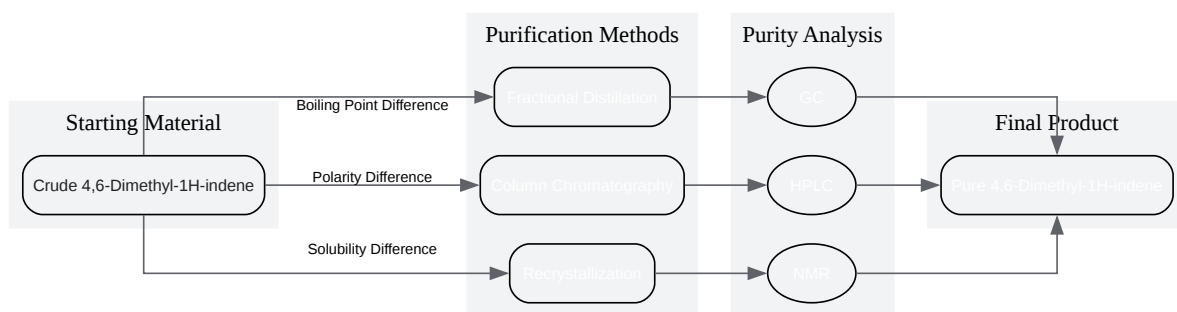 Purification Methods
Purity Analysis
Fractional Distillation
GC
Boiling Point Difference
Starting Material
Final Product
Crude 4,6-Dimethyl-1H-indene
Polarity Difference
Column Chromatography
HPLC
Pure 4,6-Dimethyl-1H-indene
Solubility Difference
Recrystallization
NMR